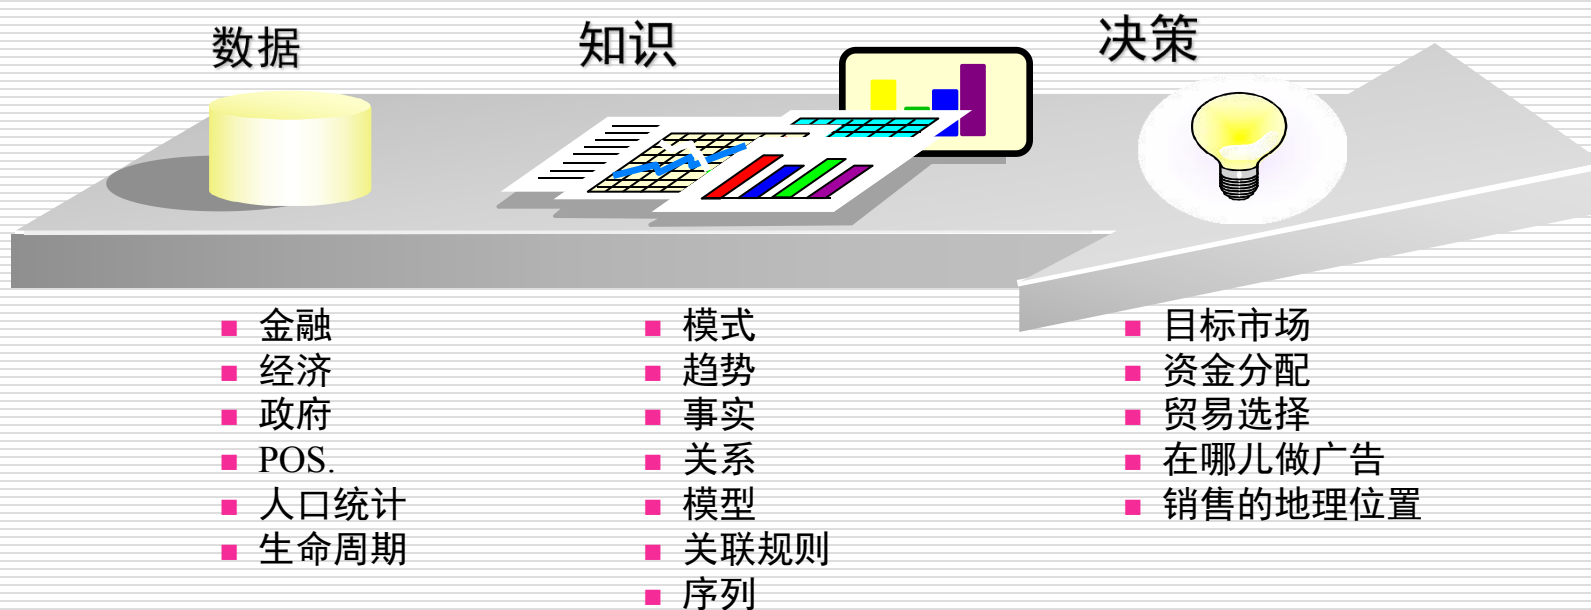 数据
知识
决策
金融
经济
政府
POS.
人口统计
生命周期
模式
趋势
事实
关系
模型
关联规则
序列
目标市场
资金分配
贸易选择
在哪儿做广告
销售的地理位置